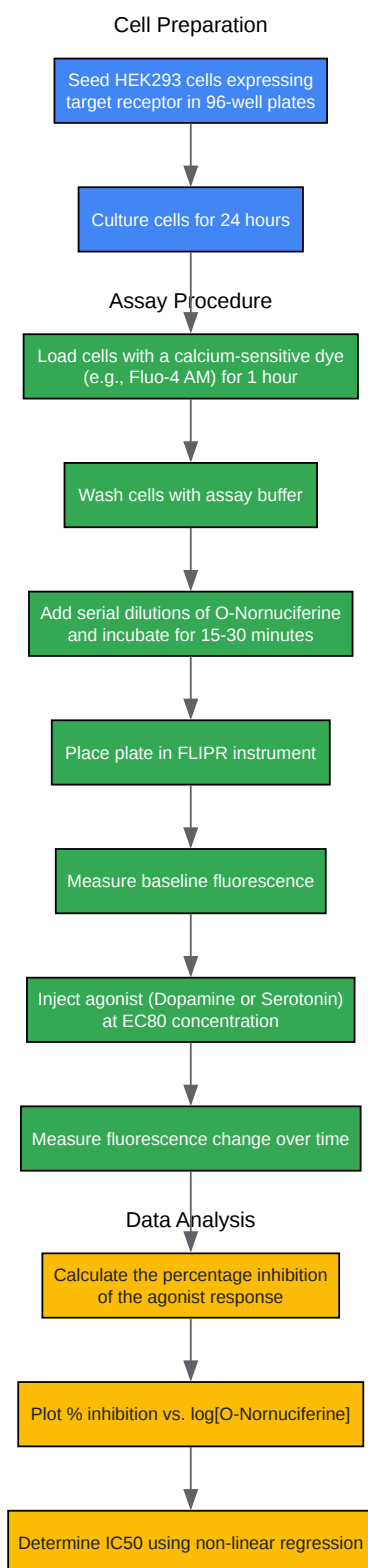 Cell Preparation
Seed HEK293 cells expressing
target receptor in 96-well plates
Culture cells for 24 hours
Assay Procedure
Load cells with a calcium-sensitive dye
(e.g., Fluo-4 AM) for 1 hour
Wash cells with assay buffer
Add serial dilutions of O-Nornuciferine
and incubate for 15-30 minutes
Place plate in FLIPR instrument
Measure baseline fluorescence
Inject agonist (Dopamine or Serotonin)
at EC80 concentration
Measure fluorescence change over time
Data Analysis
Calculate the percentage inhibition
of the agonist response
Plot % inhibition vs. log[O-Nornuciferine]
Determine IC50 using non-linear regression